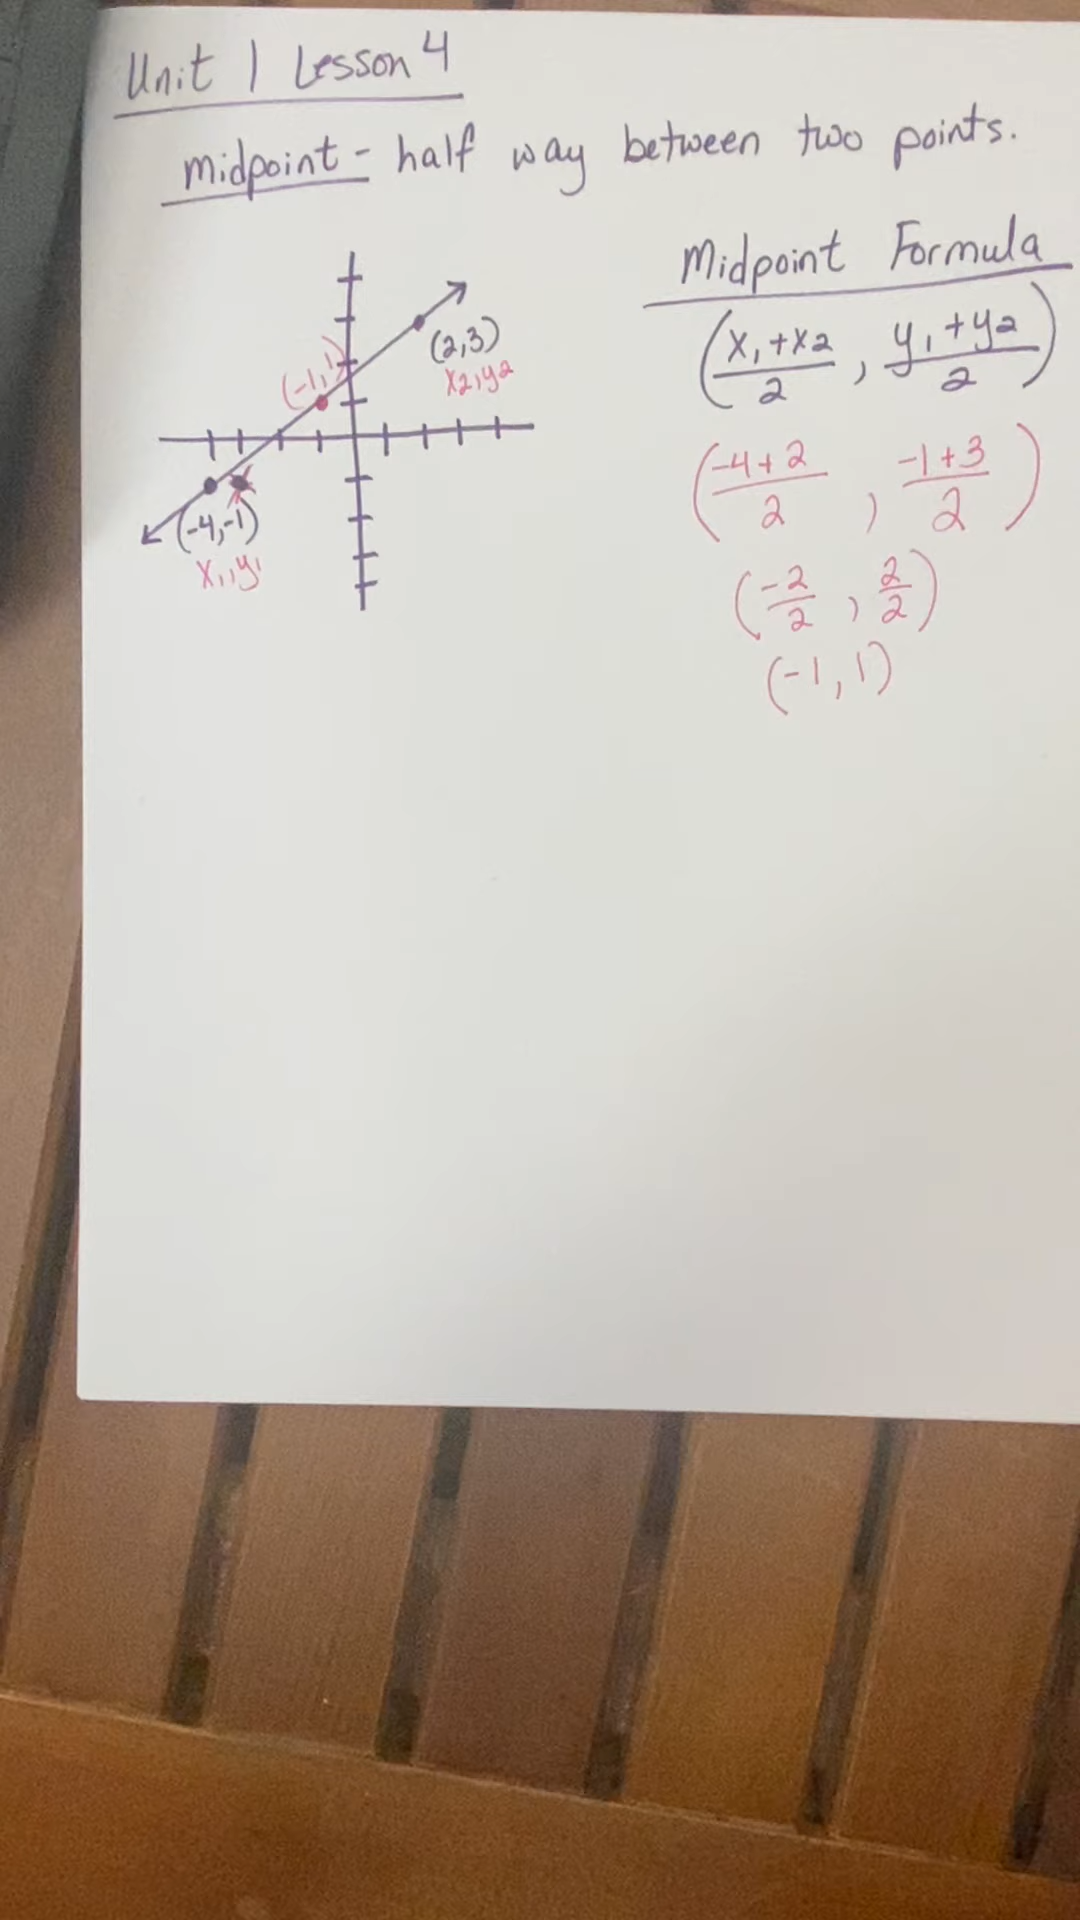 Unit 1 Lesson 4
midpoint - half way between two points.
Midpoint Formula
(x₁+x₂/2, y₁+y₂/2)
(2,3)
x₂,y₂
(-1,1)
(-4,-1)
x₁,y₁
(-4+2/2, -1+3/2)
(-2/2, 2/2)
(-1,1)